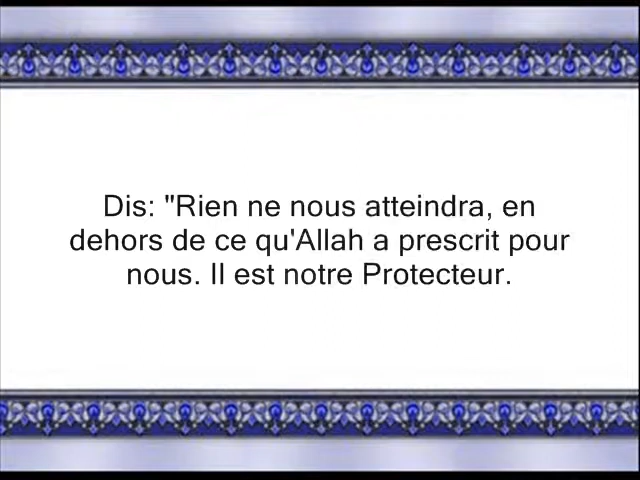 Dis: "Rien ne nous atteindra, en
dehors de ce qu'Allah a prescrit pour
nous. Il est notre Protecteur.